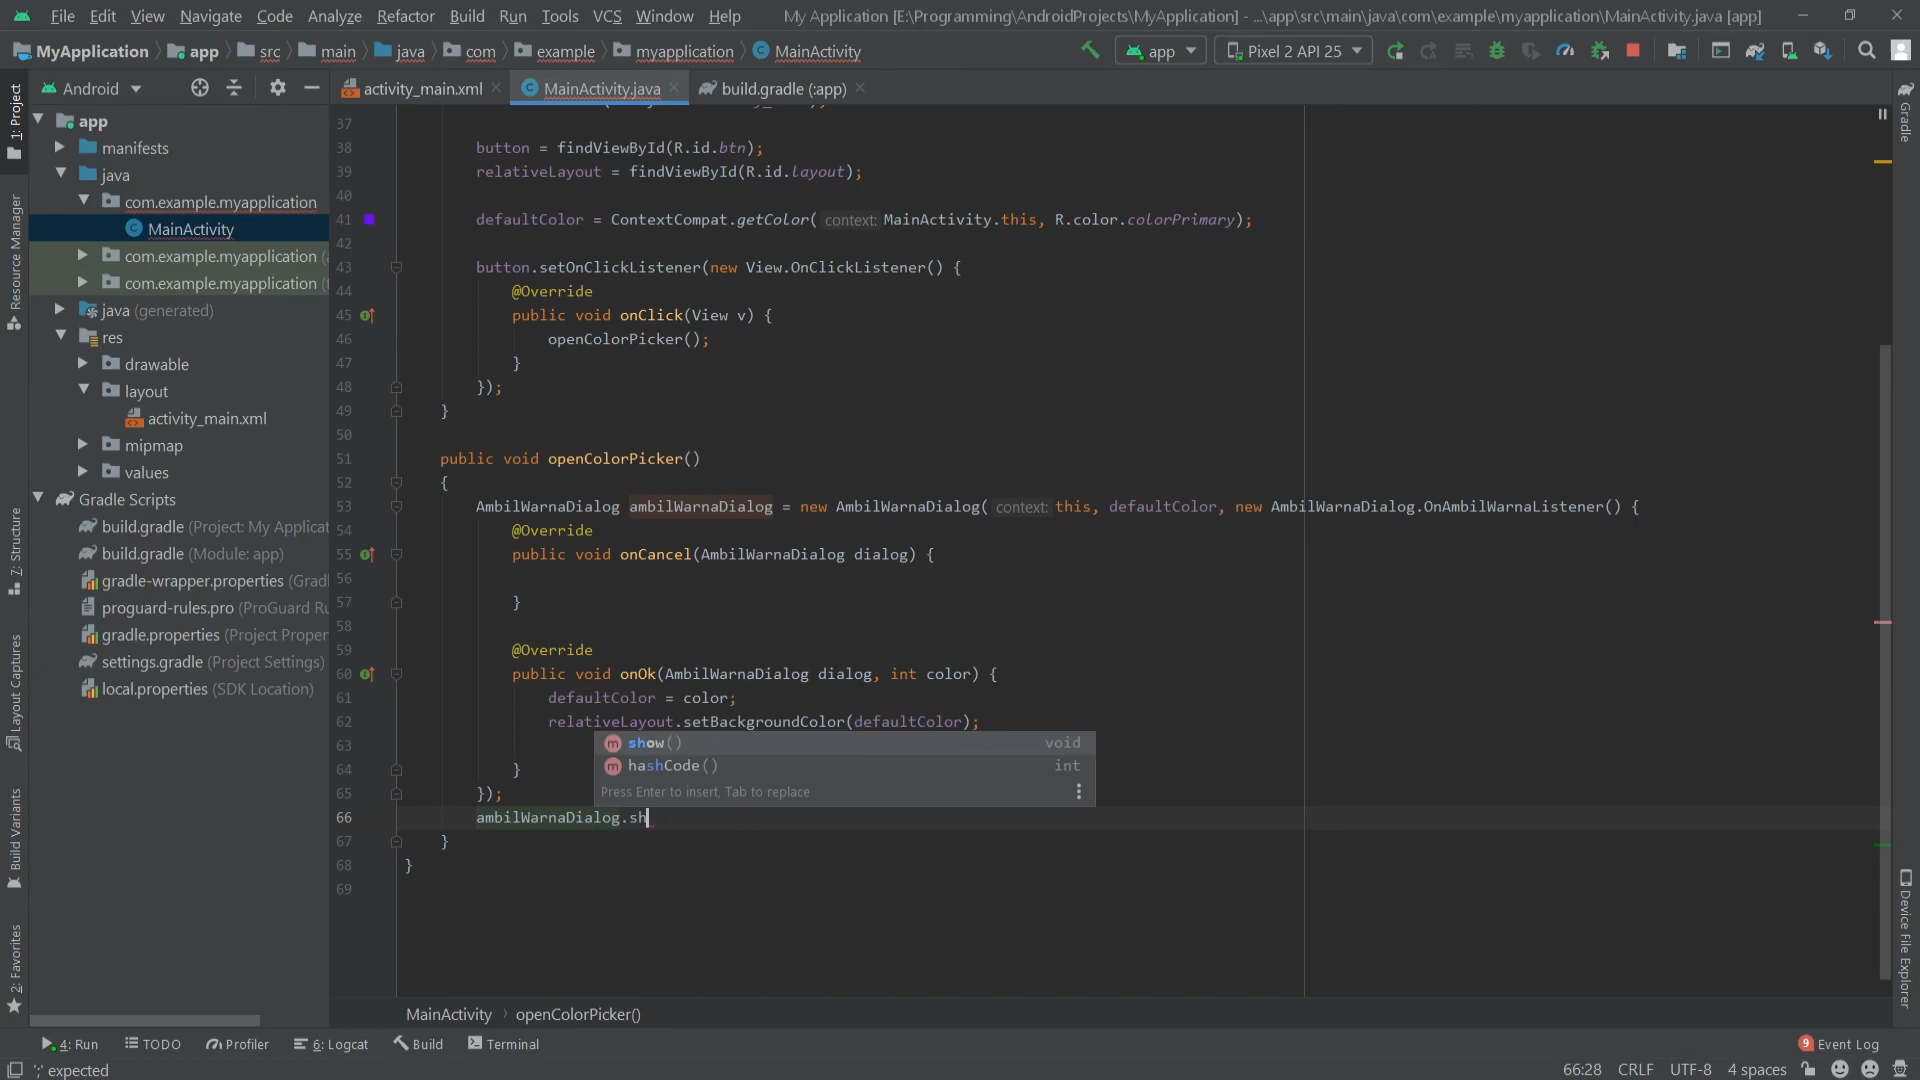 File Edit View Navigate Code Analyze Refactor Build Run Tools VCS Window Help My Application [E:\Programming\AndroidProjects\MyApplication] - ...\app\src\main\java\com\example\myapplication\MainActivity.java [app]
MyApplication app src main java com example myapplication MainActivity app Pixel 2 API 25
Android activity_main.xml MainActivity.java build.gradle (:app)
1: Project
Resource Manager
7: Structure
Layout Captures
Build Variants
2: Favorites
app
manifests
java
com.example.myapplication
MainActivity
com.example.myapplication
com.example.myapplication
java (generated)
res
drawable
layout
activity_main.xml
mipmap
values
Gradle Scripts
build.gradle (Project: My Applicat
build.gradle (Module: app)
gradle-wrapper.properties (Grad
proguard-rules.pro (ProGuard Ru
gradle.properties (Project Proper
settings.gradle (Project Settings)
local.properties (SDK Location)
37
38 button = findViewById(R.id.btn);
39 relativeLayout = findViewById(R.id.layout);
40
41 defaultColor = ContextCompat.getColor( context: MainActivity.this, R.color.colorPrimary);
42
43 button.setOnClickListener(new View.OnClickListener() {
44 @Override
45 public void onClick(View v) {
46 openColorPicker();
47 }
48 });
49 }
50
51 public void openColorPicker()
52 {
53 AmbilWarnaDialog ambilWarnaDialog = new AmbilWarnaDialog( context: this, defaultColor, new AmbilWarnaDialog.OnAmbilWarnaListener() {
54 @Override
55 public void onCancel(AmbilWarnaDialog dialog) {
56
57 }
58
59 @Override
60 public void onOk(AmbilWarnaDialog dialog, int color) {
61 defaultColor = color;
62 relativeLayout.setBackgroundColor(defaultColor);
63 m show() void
m hashCode() int
64 }
Press Enter to insert, Tab to replace
65 });
66 ambilWarnaDialog.sh
67 }
68 }
69
Gradle
Device File Explorer
MainActivity openColorPicker()
4: Run TODO Profiler 6: Logcat Build Terminal 9 Event Log
';' expected 66:28 CRLF UTF-8 4 spaces